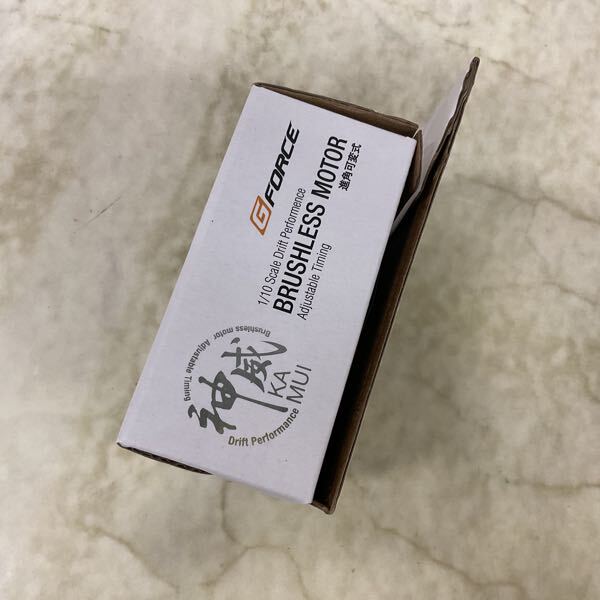 G FORCE
1/10 Scale Drift Performence
BRUSHLESS MOTOR
Adjustable Timing
進角可変式
Brushless motor Adjustable Timing
神威
KA
MUI
Drift Performance